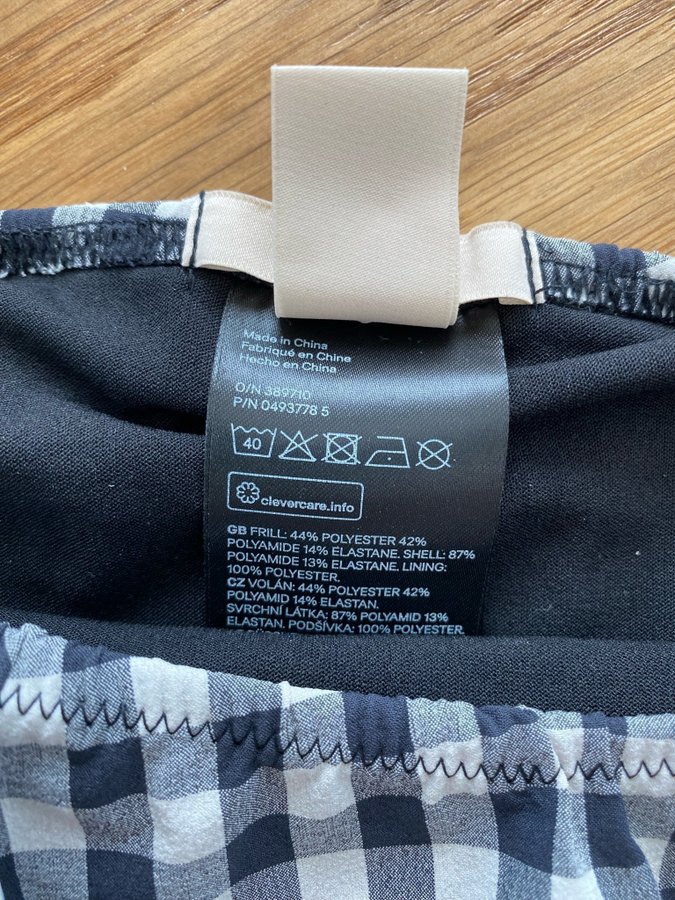 Made in China
Fabriqué en Chine
Hecho en China
O/N 389710
P/N 0493778 5
40
clevercare.info
GB FRILL: 44% POLYESTER 42%
POLYAMIDE 14% ELASTANE. SHELL: 87%
POLYAMIDE 13% ELASTANE. LINING:
100% POLYESTER.
CZ VOLÁN: 44% POLYESTER 42%
POLYAMID 14% ELASTAN.
SVRCHNÍ LÁTKA: 87% POLYAMID 13%
ELASTAN. PODŠÍVKA: 100% POLYESTER.